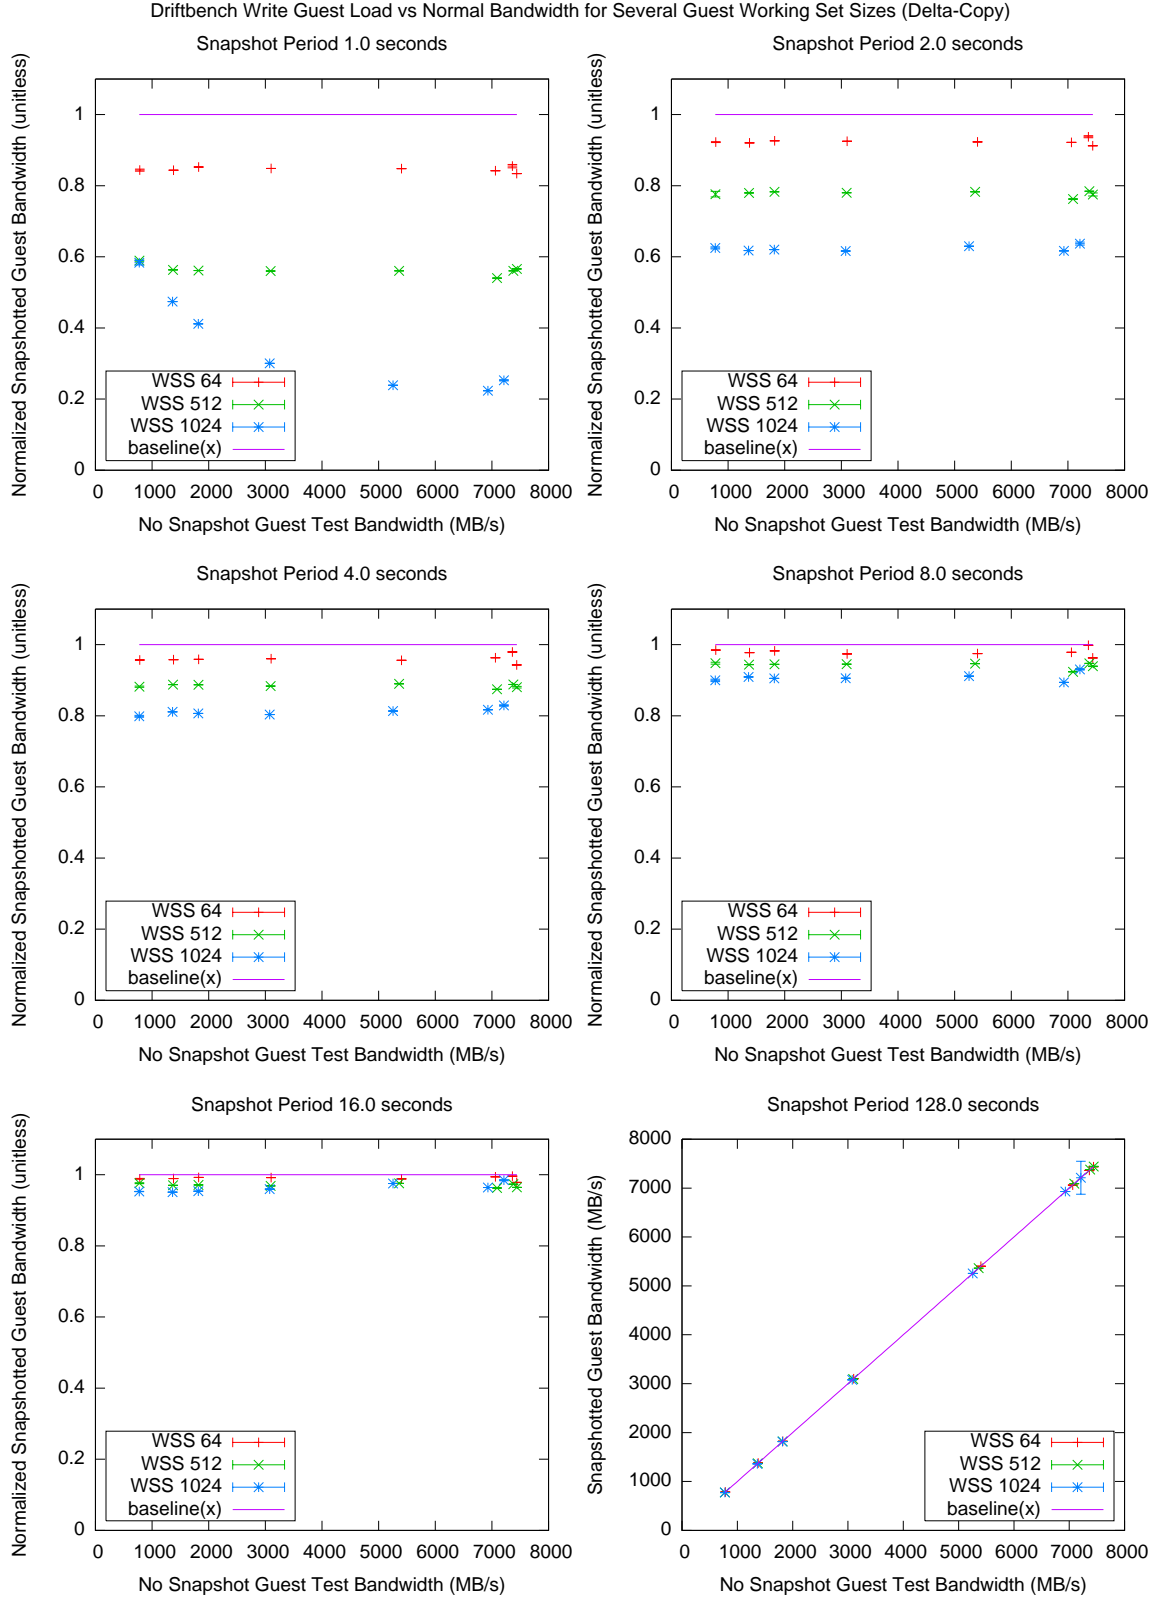 Driftbench Write Guest Load vs Normal Bandwidth for Several Guest Working Set Sizes (Delta-Copy)
Snapshot Period 1.0 seconds
Normalized Snapshotted Guest Bandwidth (unitless)
1
0.8
0.6
0.4
0.2
0
WSS 64
WSS 512
WSS 1024
baseline(x)
0 1000 2000 3000 4000 5000 6000 7000 8000
No Snapshot Guest Test Bandwidth (MB/s)
Snapshot Period 2.0 seconds
Normalized Snapshotted Guest Bandwidth (unitless)
1
0.8
0.6
0.4
0.2
0
WSS 64
WSS 512
WSS 1024
baseline(x)
0 1000 2000 3000 4000 5000 6000 7000 8000
No Snapshot Guest Test Bandwidth (MB/s)
Snapshot Period 4.0 seconds
Normalized Snapshotted Guest Bandwidth (unitless)
1
0.8
0.6
0.4
0.2
0
WSS 64
WSS 512
WSS 1024
baseline(x)
0 1000 2000 3000 4000 5000 6000 7000 8000
No Snapshot Guest Test Bandwidth (MB/s)
Snapshot Period 8.0 seconds
Normalized Snapshotted Guest Bandwidth (unitless)
1
0.8
0.6
0.4
0.2
0
WSS 64
WSS 512
WSS 1024
baseline(x)
0 1000 2000 3000 4000 5000 6000 7000 8000
No Snapshot Guest Test Bandwidth (MB/s)
Snapshot Period 16.0 seconds
Normalized Snapshotted Guest Bandwidth (unitless)
1
0.8
0.6
0.4
0.2
0
WSS 64
WSS 512
WSS 1024
baseline(x)
0 1000 2000 3000 4000 5000 6000 7000 8000
No Snapshot Guest Test Bandwidth (MB/s)
Snapshot Period 128.0 seconds
Snapshotted Guest Bandwidth (MB/s)
8000
7000
6000
5000
4000
3000
2000
1000
0
WSS 64
WSS 512
WSS 1024
baseline(x)
0 1000 2000 3000 4000 5000 6000 7000 8000
No Snapshot Guest Test Bandwidth (MB/s)